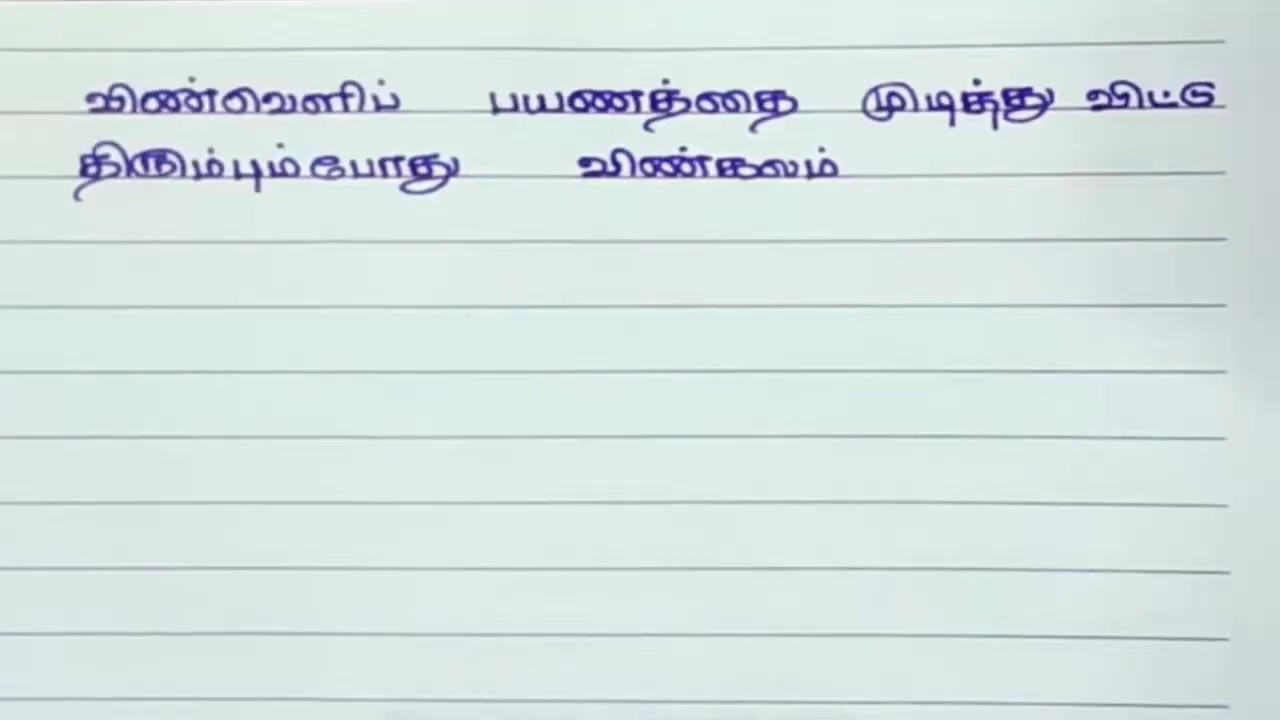 விண்வெளிப் பயணத்தை முடித்து விட்டு
திரும்பும்போது விண்கலம்